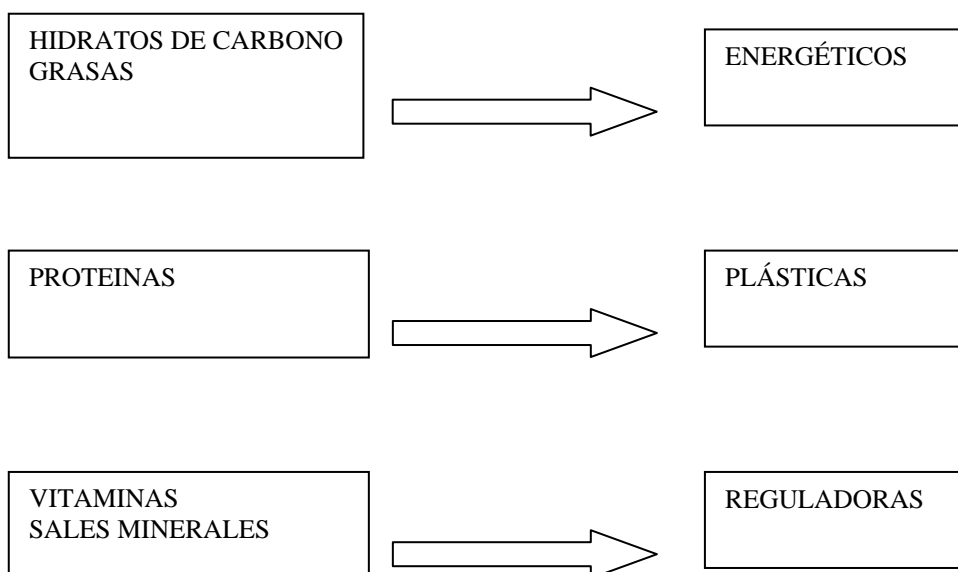 HIDRATOS DE CARBONO
GRASAS
ENERGÉTICOS
PROTEINAS
PLÁSTICAS
VITAMINAS
SALES MINERALES
REGULADORAS